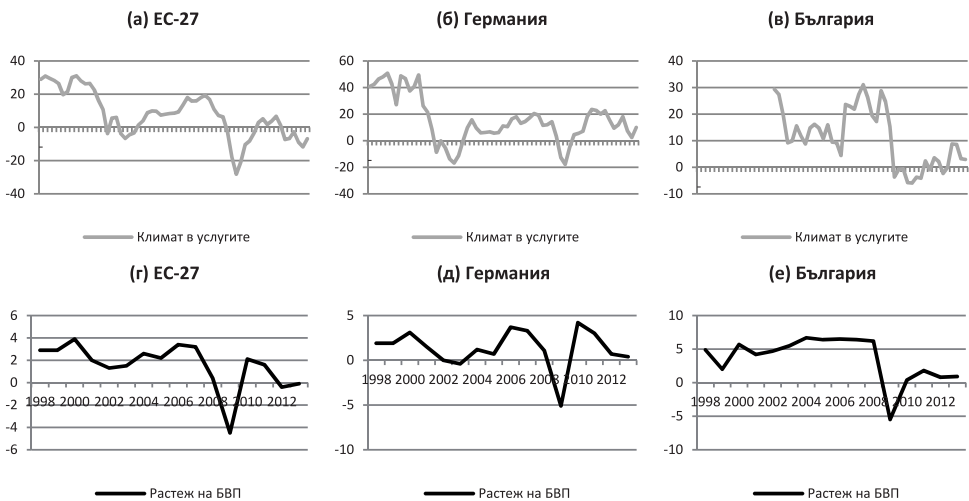 (а) ЕС-27
(б) Германия
(в) България
40
20
0
-20
-40
Климат в услугите
60
40
20
0
-20
-40
Климат в услугите
40
30
20
10
0
-10
Климат в услугите
(г) ЕС-27
(д) Германия
(е) България
6
4
2
0
-2
-4
-6
1998 2000 2002 2004 2006 2008 2010 2012
Растеж на БВП
5
0
-5
-10
1998 2000 2002 2004 2006 2008 2010 2012
Растеж на БВП
10
5
0
-5
-10
1998 2000 2002 2004 2006 2008 2010 2012
Растеж на БВП